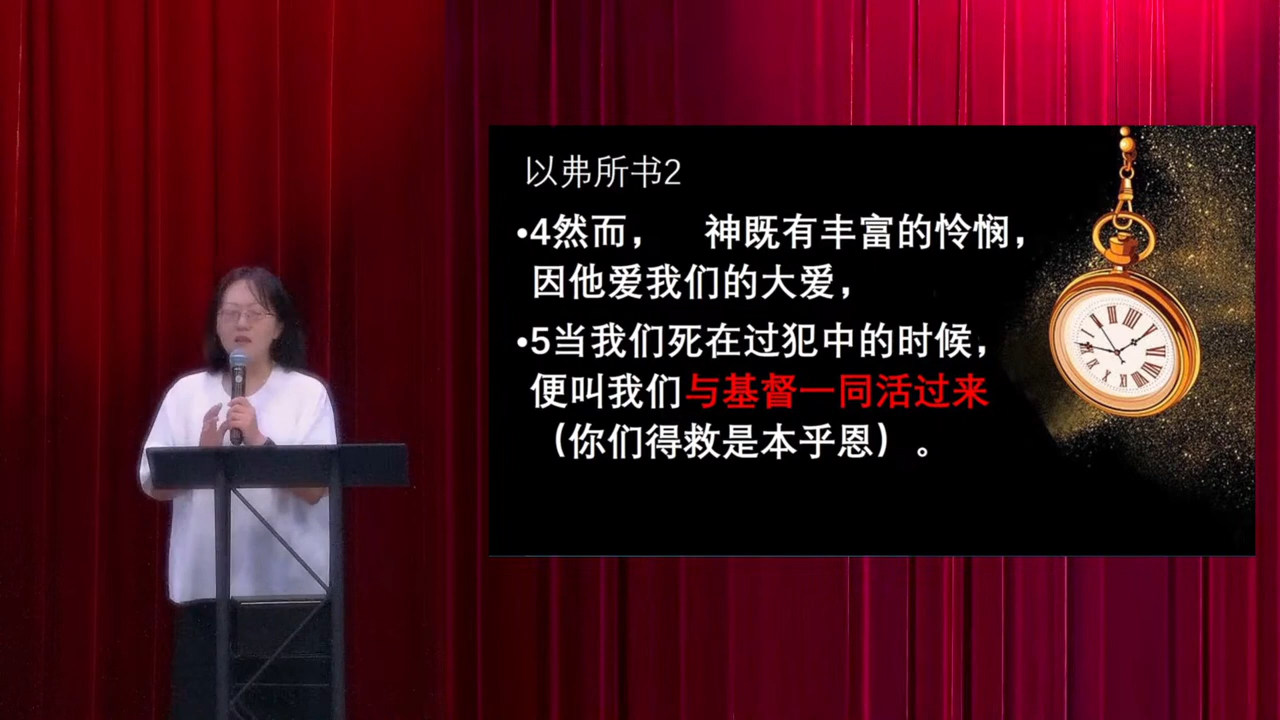 以弗所书2
•4然而，　神既有丰富的怜悯，
因他爱我们的大爱，
•5当我们死在过犯中的时候，
便叫我们与基督一同活过来
（你们得救是本乎恩）。